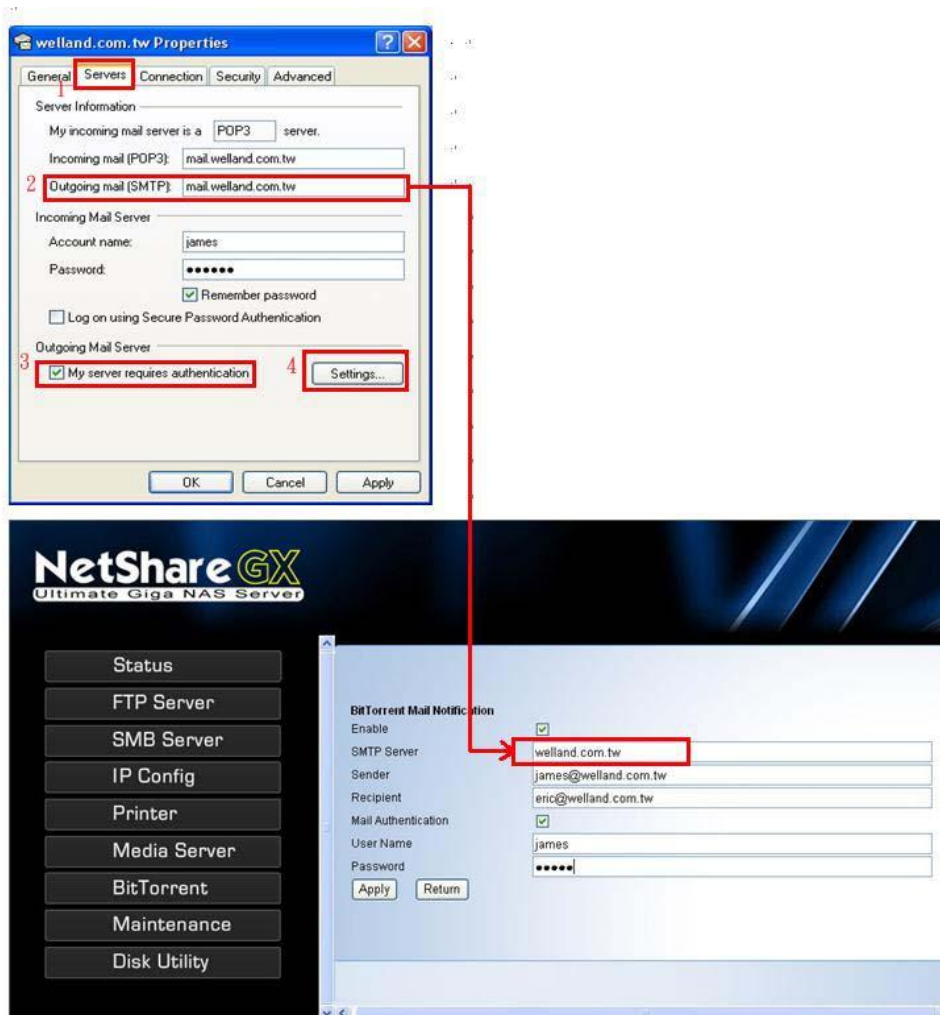 welland.com.tw Properties
General Servers Connection Security Advanced
1
Server Information
My incoming mail server is a POP3 server.
Incoming mail (POP3): mail.welland.com.tw
2 Outgoing mail (SMTP): mail.welland.com.tw
Incoming Mail Server
Account name: james
Password: ●●●●●●
Remember password
Log on using Secure Password Authentication
Outgoing Mail Server
3 My server requires authentication 4 Settings...
OK Cancel Apply
NetShare GX
Ultimate Giga NAS Server
Status
FTP Server
SMB Server
IP Config
Printer
Media Server
BitTorrent
Maintenance
Disk Utility
BitTorrent Mail Notification
Enable
SMTP Server welland.com.tw
Sender james@welland.com.tw
Recipient eric@welland.com.tw
Mail Authentication
User Name james
Password ●●●●●
Apply Return